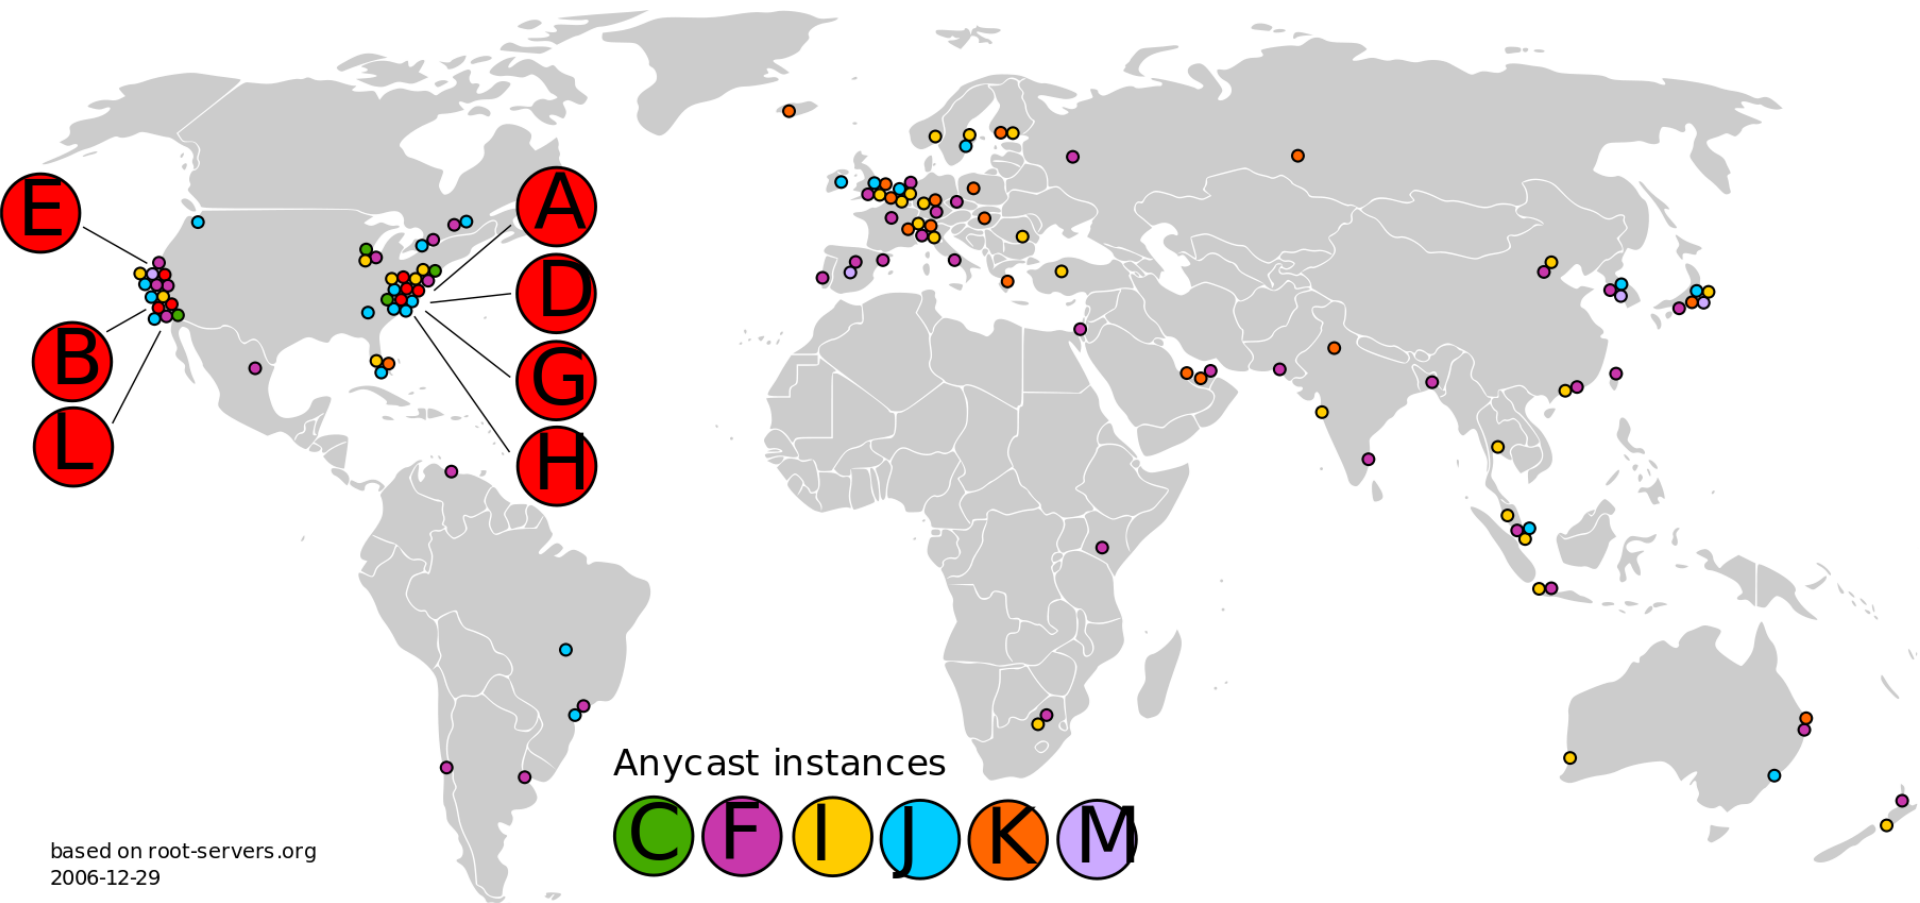 E
A
D
B
G
L
H
Anycast instances
C F I J K M
based on root-servers.org
2006-12-29